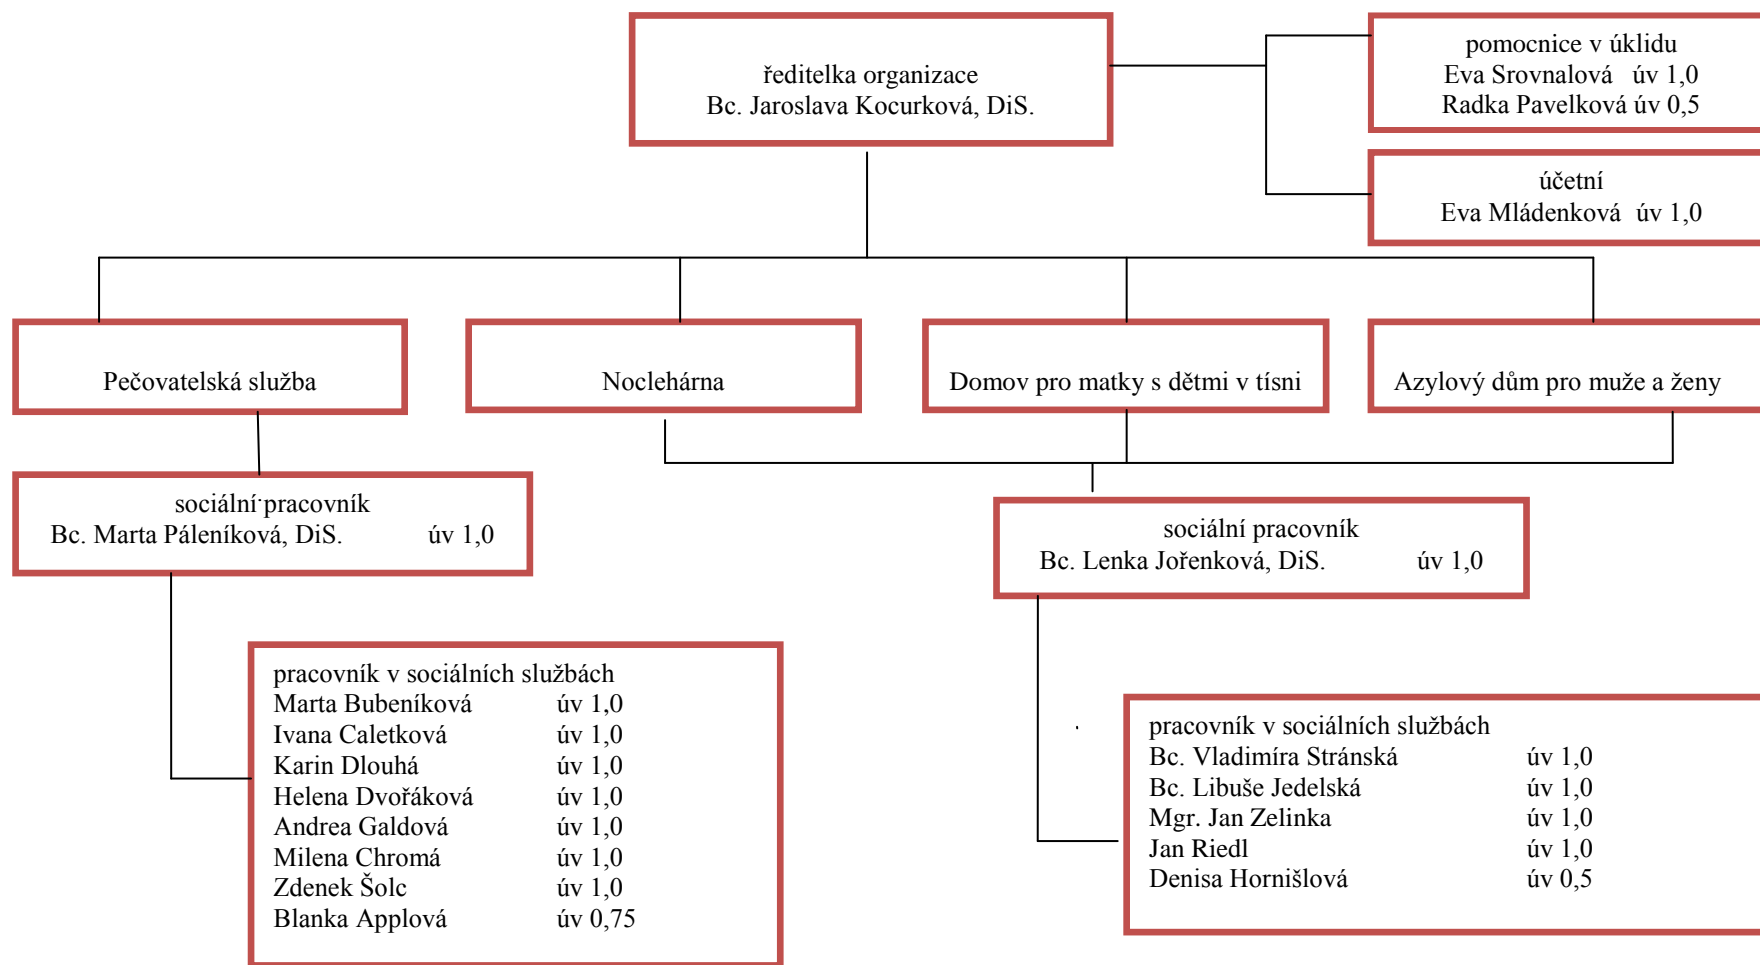 ředitelka organizace
Bc. Jaroslava Kocurková, DiS.
pomocnice v úklidu
Eva Srovnalová úv 1,0
Radka Pavelková úv 0,5
účetní
Eva Mládenková úv 1,0
Pečovatelská služba
Noclehárna
Domov pro matky s dětmi v tísni
Azylový dům pro muže a ženy
sociální pracovník
Bc. Marta Páleníková, DiS. úv 1,0
sociální pracovník
Bc. Lenka Jořenková, DiS. úv 1,0
pracovník v sociálních službách
Marta Bubeníková úv 1,0
Ivana Caletková úv 1,0
Karin Dlouhá úv 1,0
Helena Dvořáková úv 1,0
Andrea Galdová úv 1,0
Milena Chromá úv 1,0
Zdenek Šolc úv 1,0
Blanka Applová úv 0,75
pracovník v sociálních službách
Bc. Vladimíra Stránská úv 1,0
Bc. Libuše Jedelská úv 1,0
Mgr. Jan Zelinka úv 1,0
Jan Riedl úv 1,0
Denisa Hornišlová úv 0,5